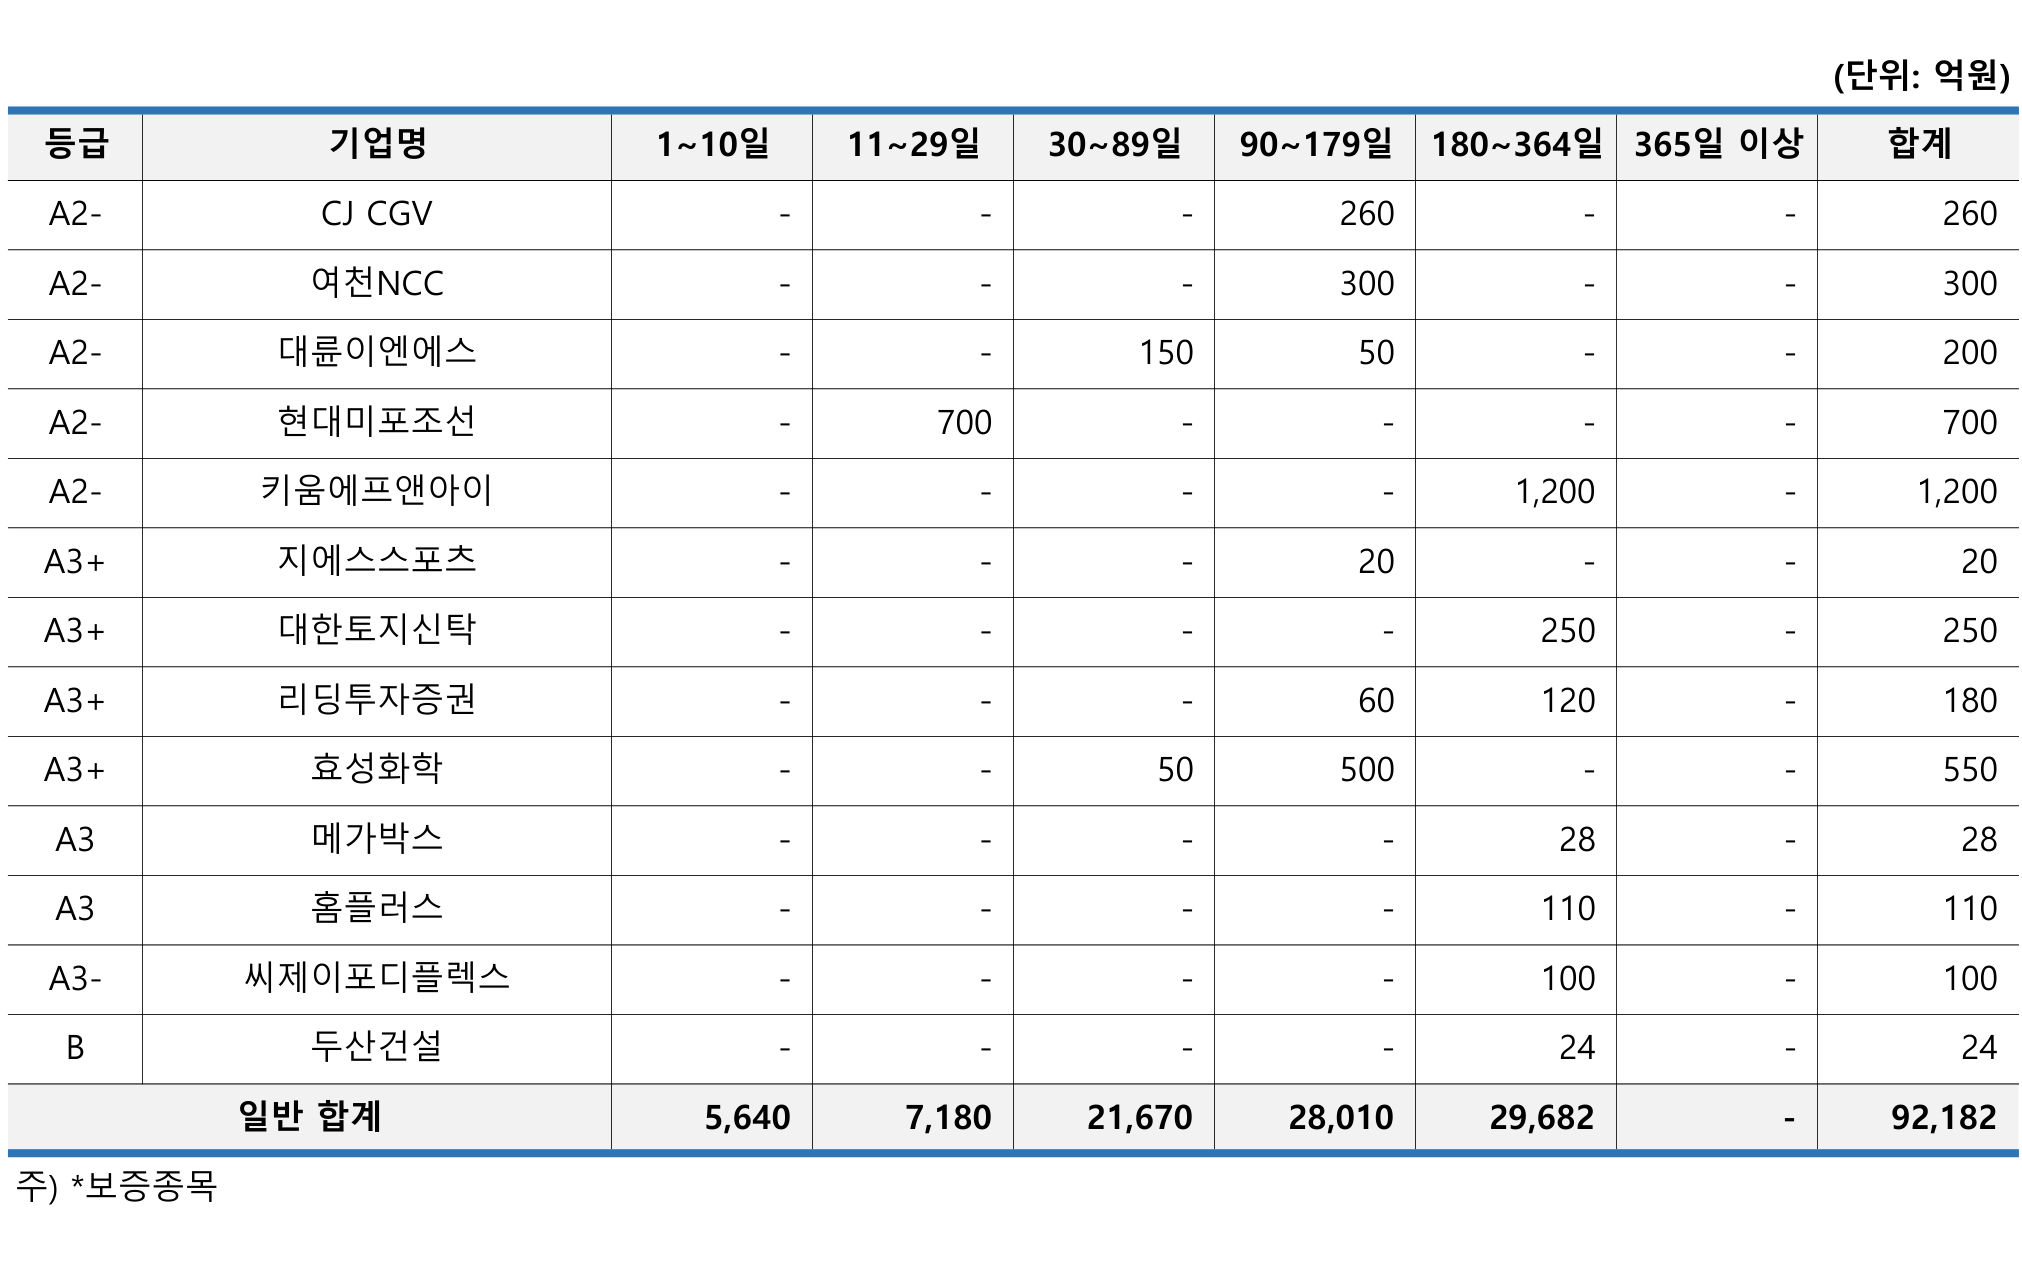 (단위: 억원)
등급 기업명 1~10일 11~29일 30~89일 90~179일 180~364일 365일 이상 합계
A2- CJ CGV - - - 260 - - 260
A2- 여천NCC - - - 300 - - 300
A2- 대륜이엔에스 - - 150 50 - - 200
A2- 현대미포조선 - 700 - - - - 700
A2- 키움에프앤아이 - - - - 1,200 - 1,200
A3+ 지에스스포츠 - - - 20 - - 20
A3+ 대한토지신탁 - - - - 250 - 250
A3+ 리딩투자증권 - - - 60 120 - 180
A3+ 효성화학 - - 50 500 - - 550
A3 메가박스 - - - - 28 - 28
A3 홈플러스 - - - - 110 - 110
A3- 씨제이포디플렉스 - - - - 100 - 100
B 두산건설 - - - - 24 - 24
일반 합계 5,640 7,180 21,670 28,010 29,682 - 92,182
주) *보증종목